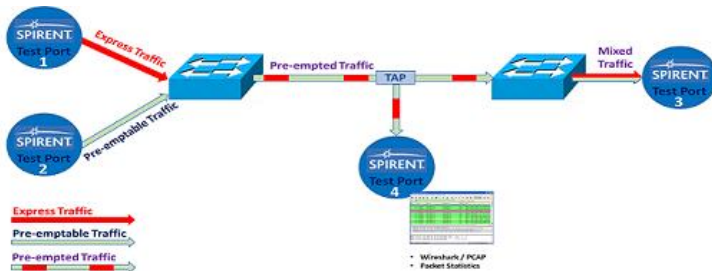 SPIRENT
Test Port
1
Express Traffic
SPIRENT
Test Port
2
Pre-emptable Traffic
Pre-empted Traffic
TAP
SPIRENT
Test Port
4
• Wireshark / PCAP
• Packet Statistics
Mixed
Traffic
SPIRENT
Test Port
3
Express Traffic
Pre-emptable Traffic
Pre-empted Traffic